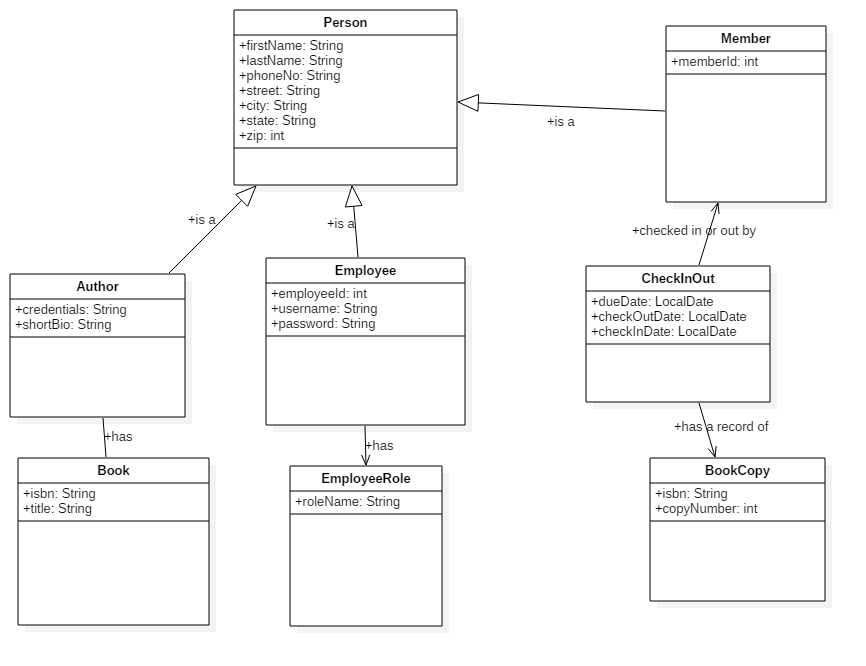 Person
+firstName: String
+lastName: String
+phoneNo: String
+street: String
+city: String
+state: String
+zip: int
Member
+memberId: int
+is a
+is a
+is a
+checked in or out by
Author
+credentials: String
+shortBio: String
Employee
+employeeId: int
+username: String
+password: String
CheckInOut
+dueDate: LocalDate
+checkOutDate: LocalDate
+checkInDate: LocalDate
+has
+has
+has a record of
Book
+isbn: String
+title: String
EmployeeRole
+roleName: String
BookCopy
+isbn: String
+copyNumber: int